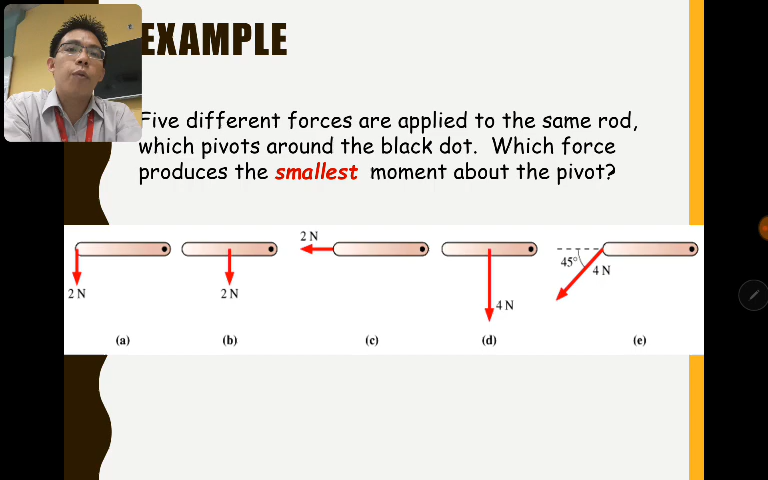 EXAMPLE
Five different forces are applied to the same rod,
which pivots around the black dot. Which force
produces the smallest moment about the pivot?
2 N
2 N
2 N
4 N
45°
4 N
(a)
(b)
(c)
(d)
(e)